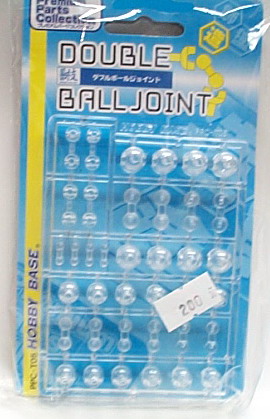 Premium
Parts
Collection
DOUBLE
ダブルボールジョイント
BALLJOINT
200
PPC-T05 HOBBY BASE